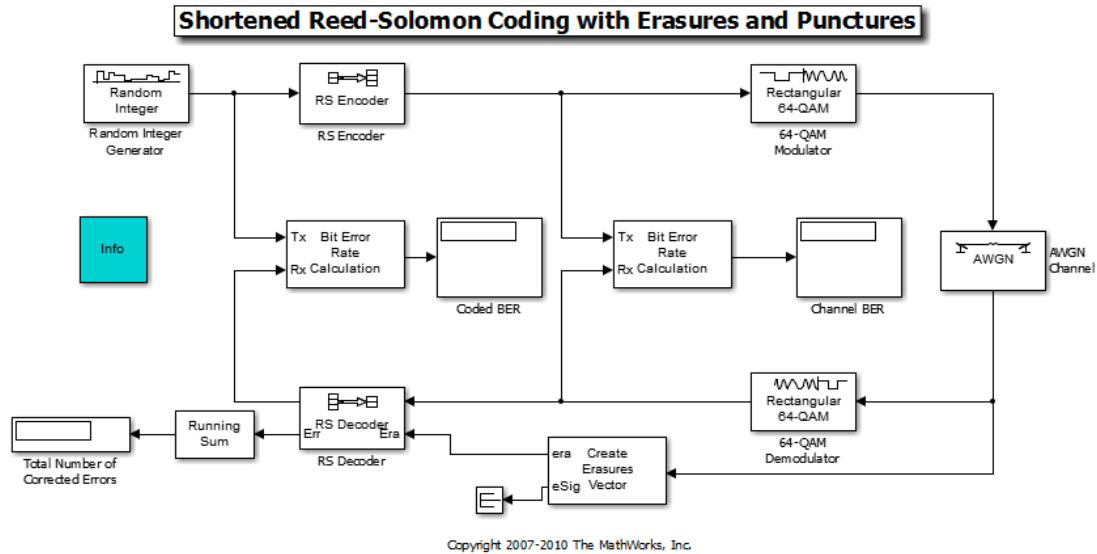 Shortened Reed-Solomon Coding with Erasures and Punctures
Random
Integer
Random Integer
Generator
RS Encoder
RS Encoder
Rectangular
64-QAM
64-QAM
Modulator
Info
Tx
Rx
Bit Error
Rate
Calculation
Coded BER
Tx
Rx
Bit Error
Rate
Calculation
Channel BER
AWGN
AWGN
Channel
Total Number of
Corrected Errors
Running
Sum
RS Decoder
Err
Era
RS Decoder
era
eSig
Create
Erasures
Vector
Rectangular
64-QAM
64-QAM
Demodulator
Copyright 2007-2010 The MathWorks, Inc.